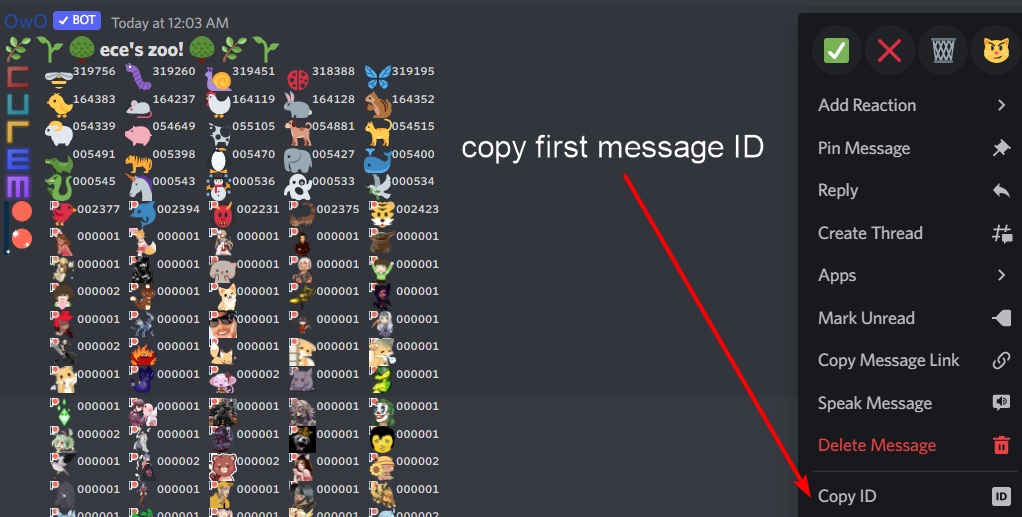 OwO ✓ BOT Today at 12:03 AM
ece's zoo!
C 319756 319260 319451 318388 319195
U 164383 164237 164119 164128 164352
R 054339 054649 055105 054881 054515
E 005491 005398 005470 005427 005400
M 000545 000543 000536 000533 000534
002377 002394 002231 002375 002423
000001 000001 000001 000001 000001
000001 000001 000001 000001 000001
000002 000001 000001 000001 000001
000001 000001 000001 000001 000001
000002 000001 000001 000001 000001
000001 000001 000002 000001 000001
000001 000001 000001 000001 000001
000002 000001 000001 000001 000001
000001 000002 000002 000001 000002
000001 000001 000001 000001 000001
copy first message ID
Add Reaction
Pin Message
Reply
Create Thread
Apps
Mark Unread
Copy Message Link
Speak Message
Delete Message
Copy ID ID